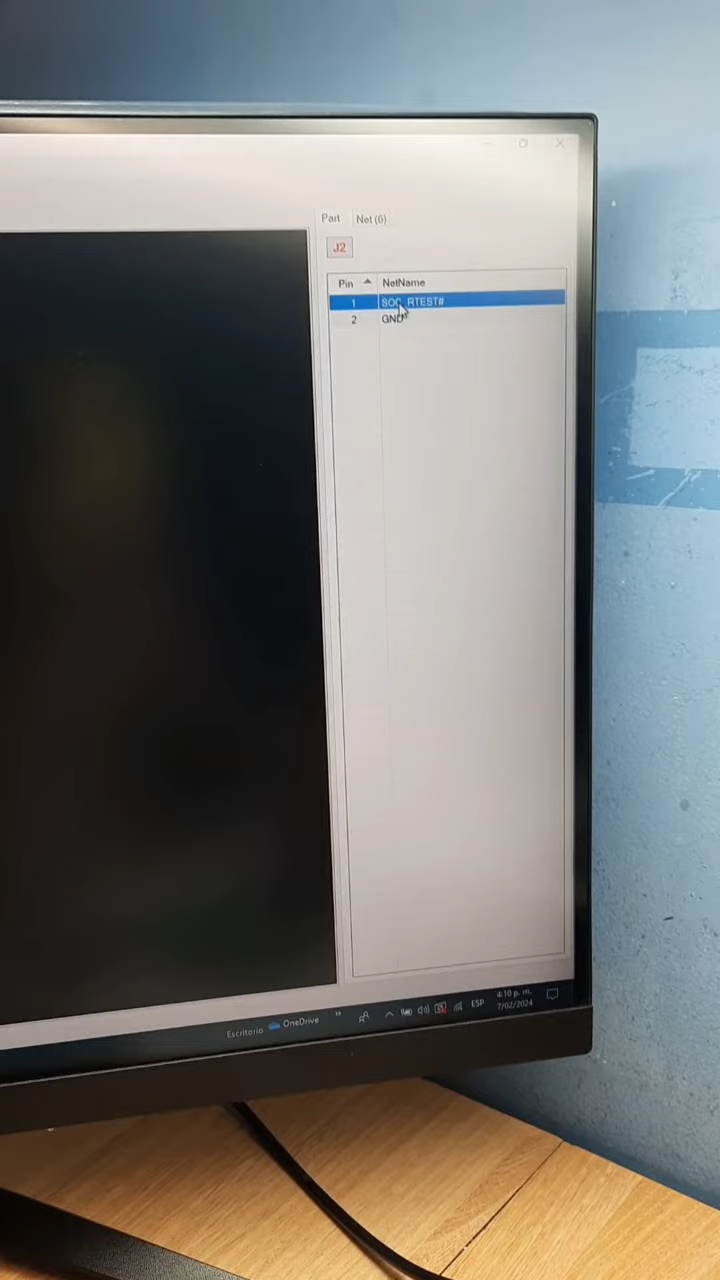 Part Net (6)
J2
Pin NetName
1 SOC_RTEST#
2 GND
Escritorio OneDrive » ESP 4:10 p. m.
7/02/2024